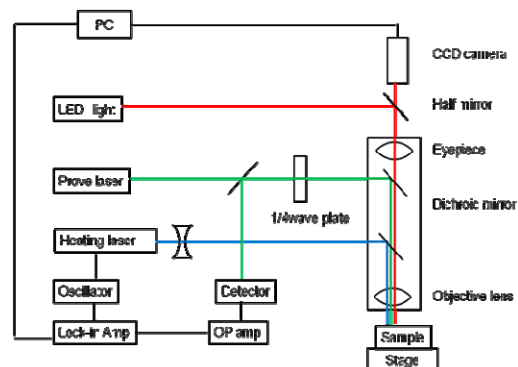 PC
CCD camera
LED light
Half mirror
Eyepiece
Prove laser
1/4wave plate
Dichroic mirror
Heating laser
Oscillator
Detector
Objective lens
Lock-in Amp
OP amp
Sample
Stage